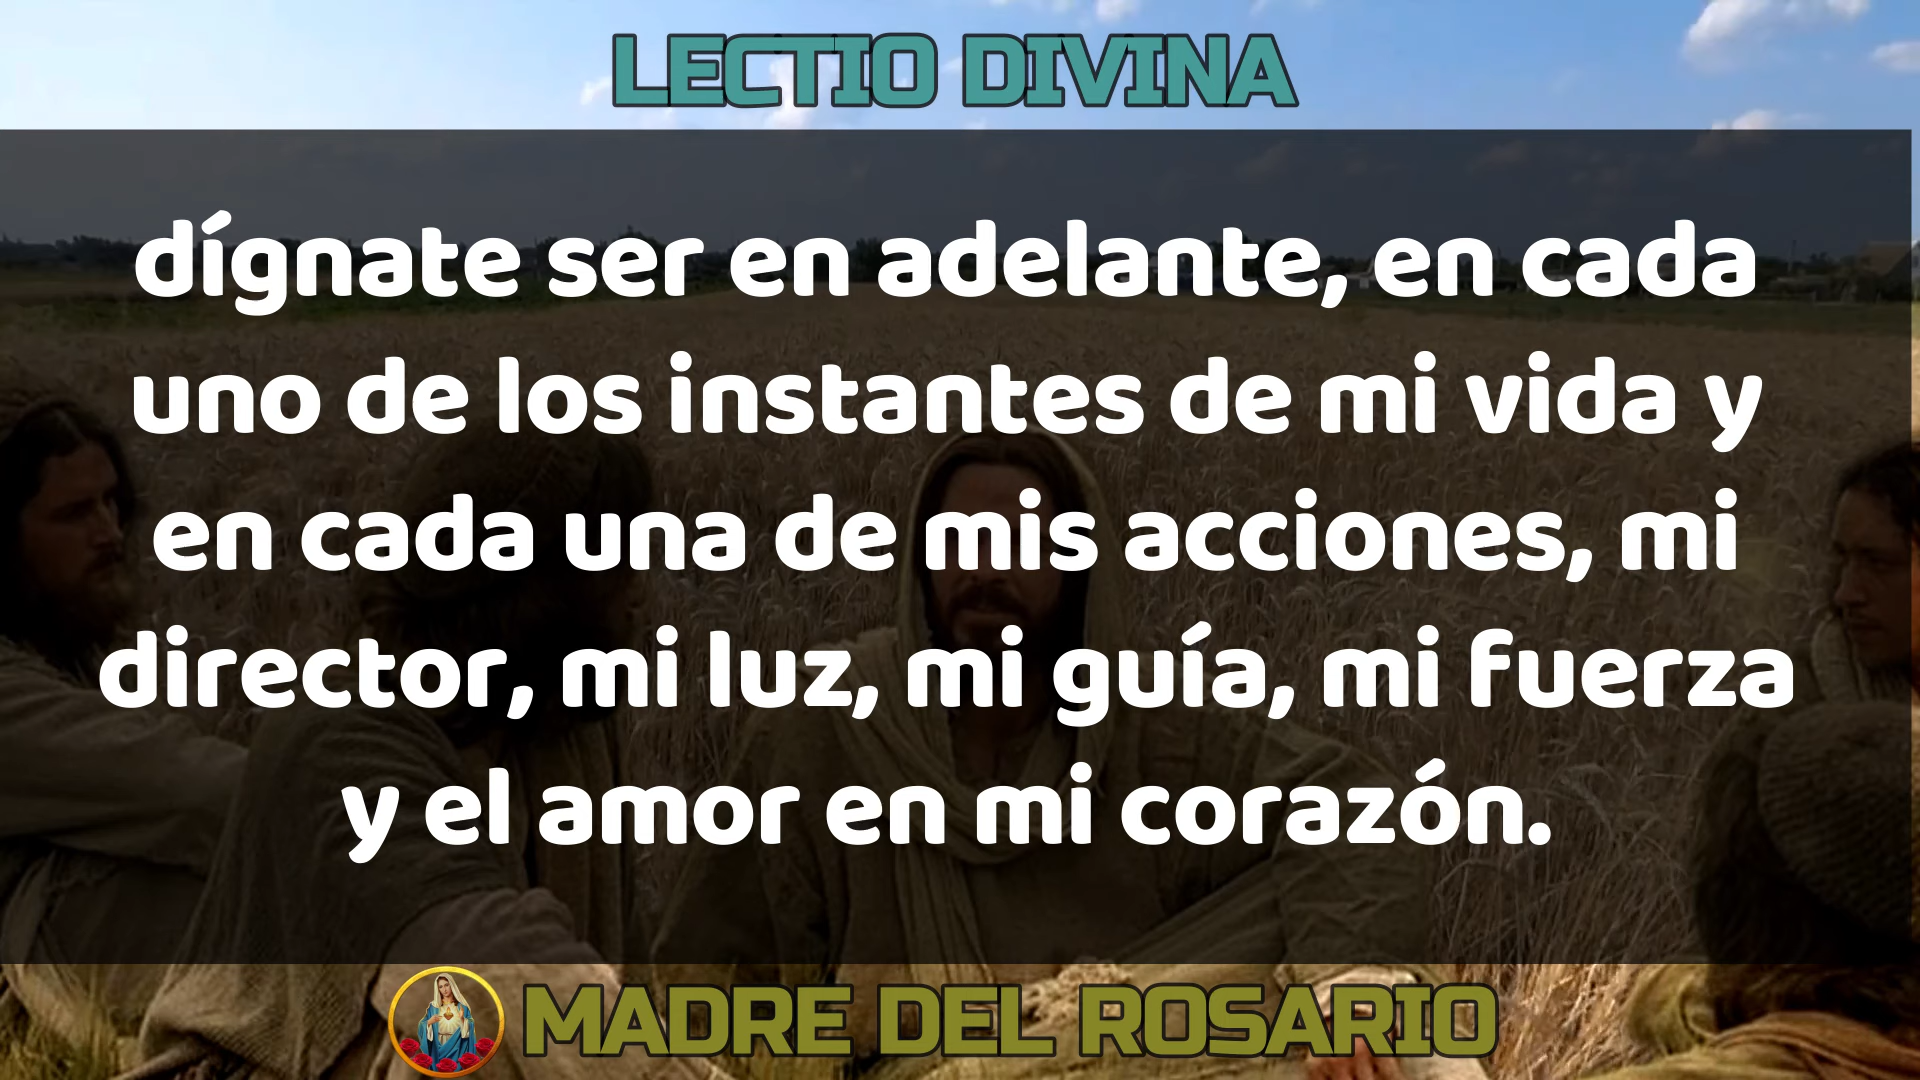 LECTIO DIVINA
dígnate ser en adelante, en cada
uno de los instantes de mi vida y
en cada una de mis acciones, mi
director, mi luz, mi guía, mi fuerza
y el amor en mi corazón.
MADRE DEL ROSARIO